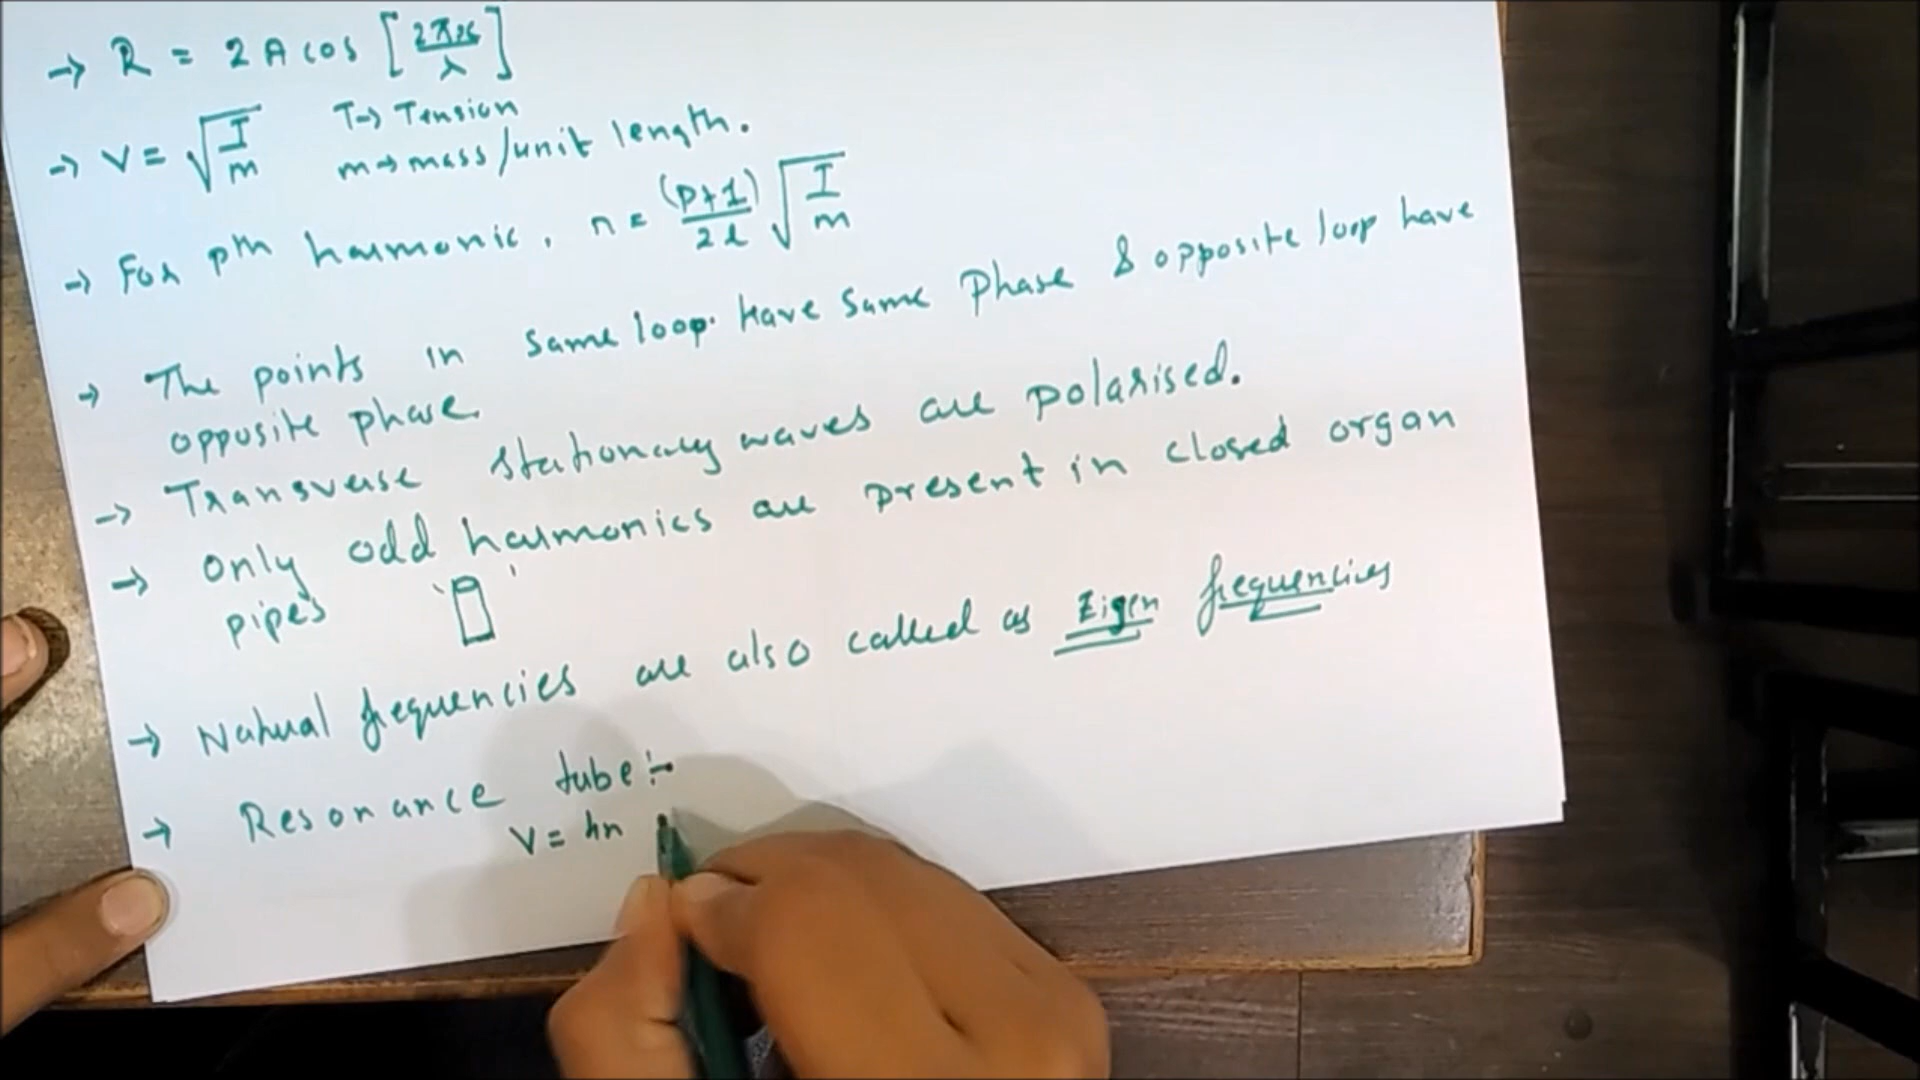 → R = 2A cos [2πx/λ]
→ V = √T/m T→ Tension
m→ mass/unit length.
→ For pth harmonic, n = (p+1)/2l √T/m
→ The points in same loop. have same phase & opposite loop have
opposite phase.
→ Transverse stationary waves are polarised.
→ Only odd harmonics are present in closed organ
pipes
→ Natural frequencies are also called as Eigen frequencies
→ Resonance tube:-
V = hn